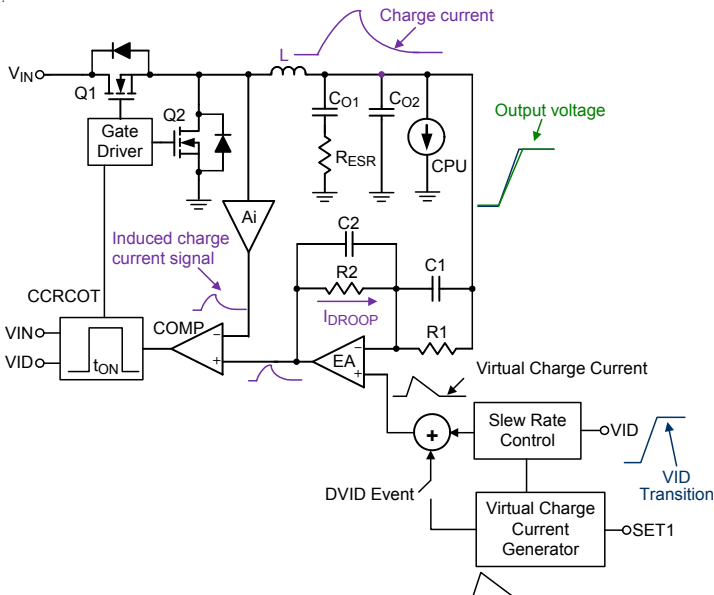 Charge current
L
VIN
Q1
Q2
CO1
CO2
Output voltage
Gate
Driver
RESR
CPU
Ai
C2
Induced charge
current signal
R2
C1
CCRCOT
IDROOP
VIN
COMP
R1
VID
tON
EA
Virtual Charge Current
Slew Rate
Control
VID
VID
Transition
DVID Event
Virtual Charge
Current
Generator
SET1